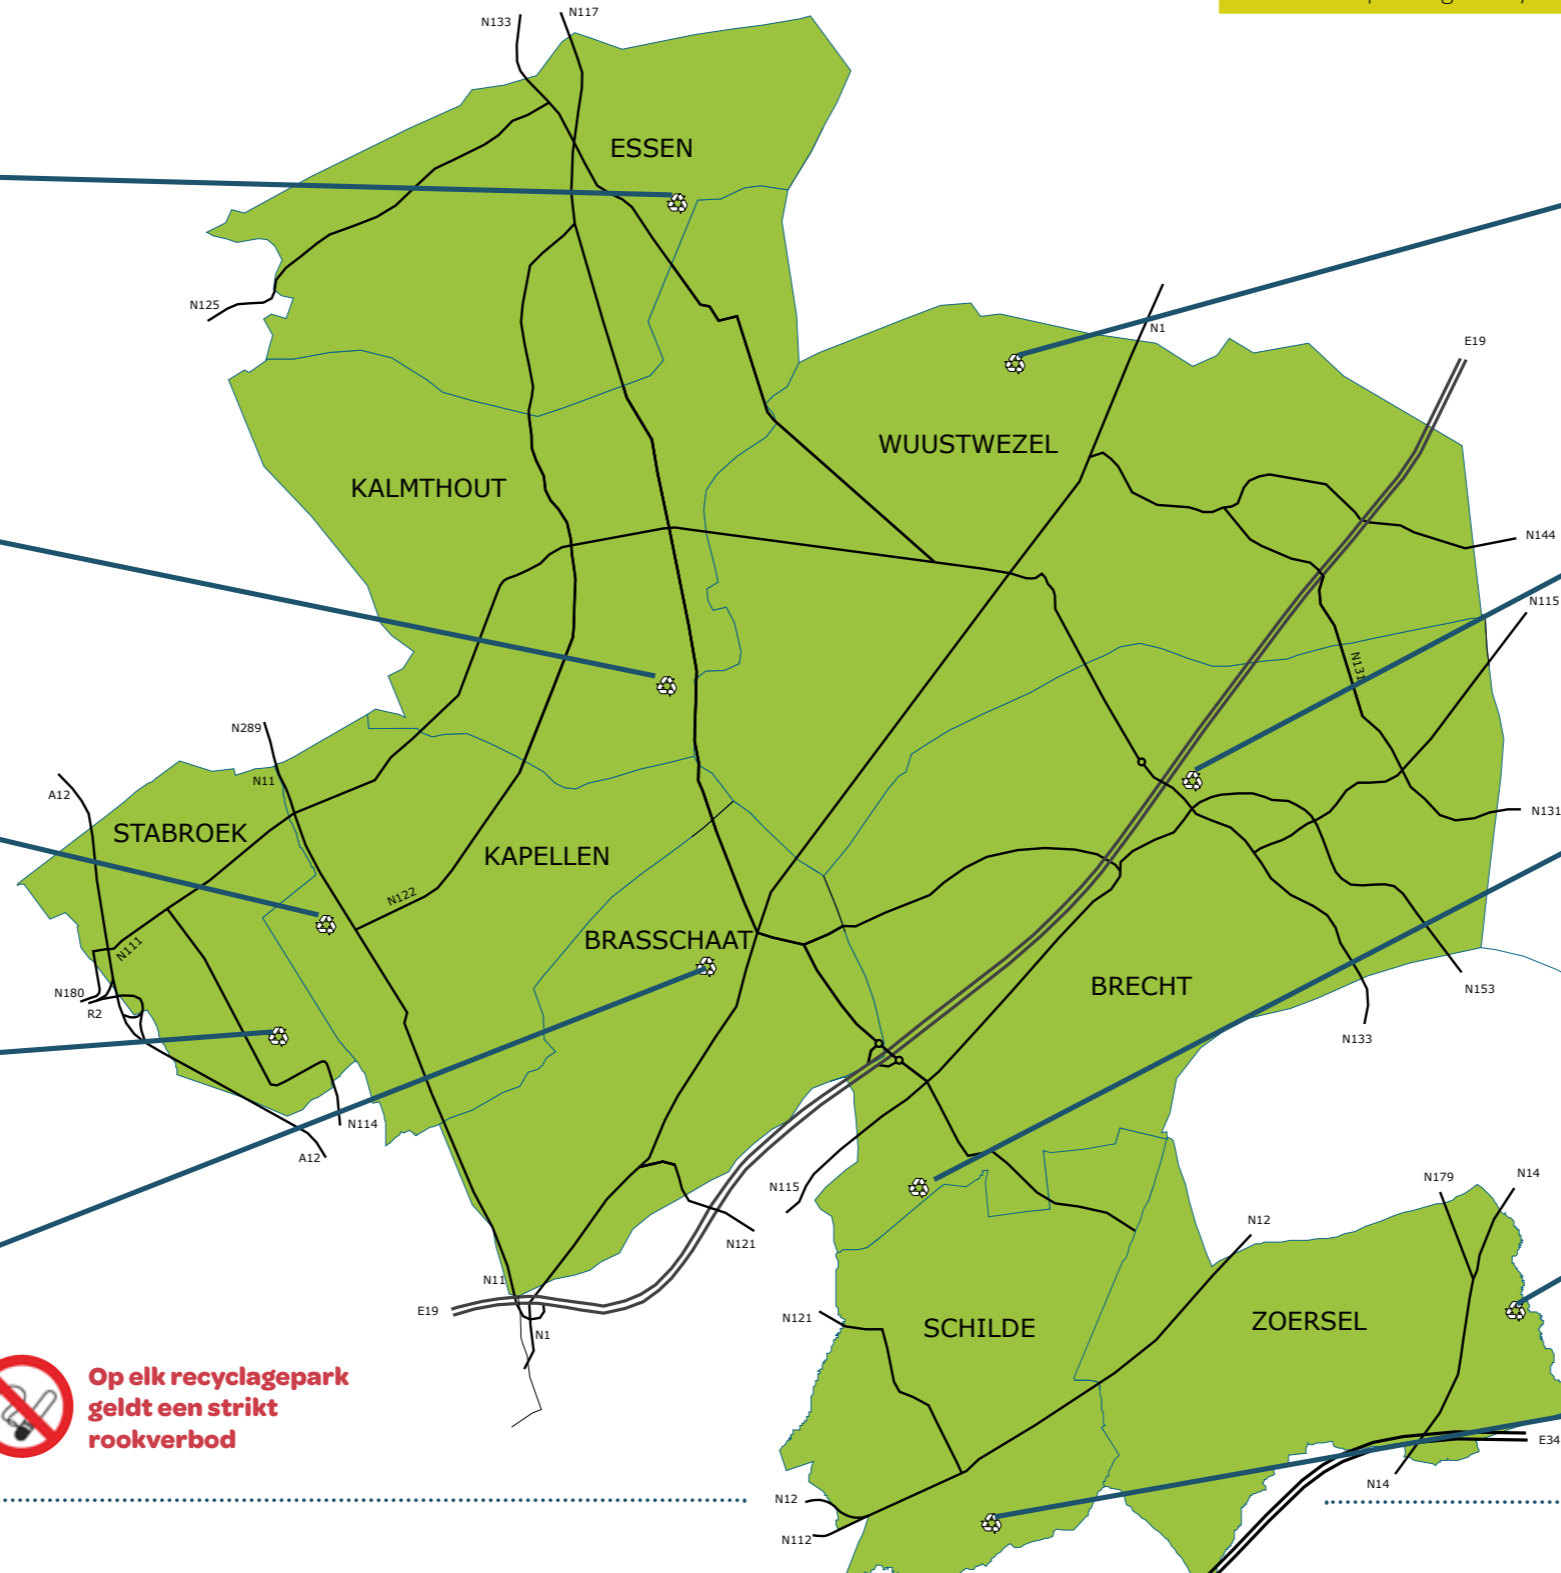 N133
N117
ESSEN
N125
N1
E19
WUUSTWEZEL
KALMTHOUT
N144
N115
N131
N289
N11
A12
N131
STABROEK
KAPELLEN
N122
BRASSCHAAT
N111
BRECHT
N180
R2
N153
N133
N114
A12
N115
N179
N14
N12
N121
N11
E19
N121
SCHILDE
ZOERSEL
N1
Op elk recyclagepark
geldt een strikt
rookverbod
E34
N14
N12
N112